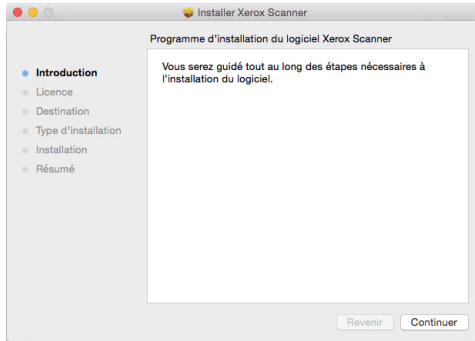 Installer Xerox Scanner
Programme d'installation du logiciel Xerox Scanner
Introduction
Licence
Destination
Type d'installation
Installation
Résumé
Vous serez guidé tout au long des étapes nécessaires à
l'installation du logiciel.
Revenir
Continuer